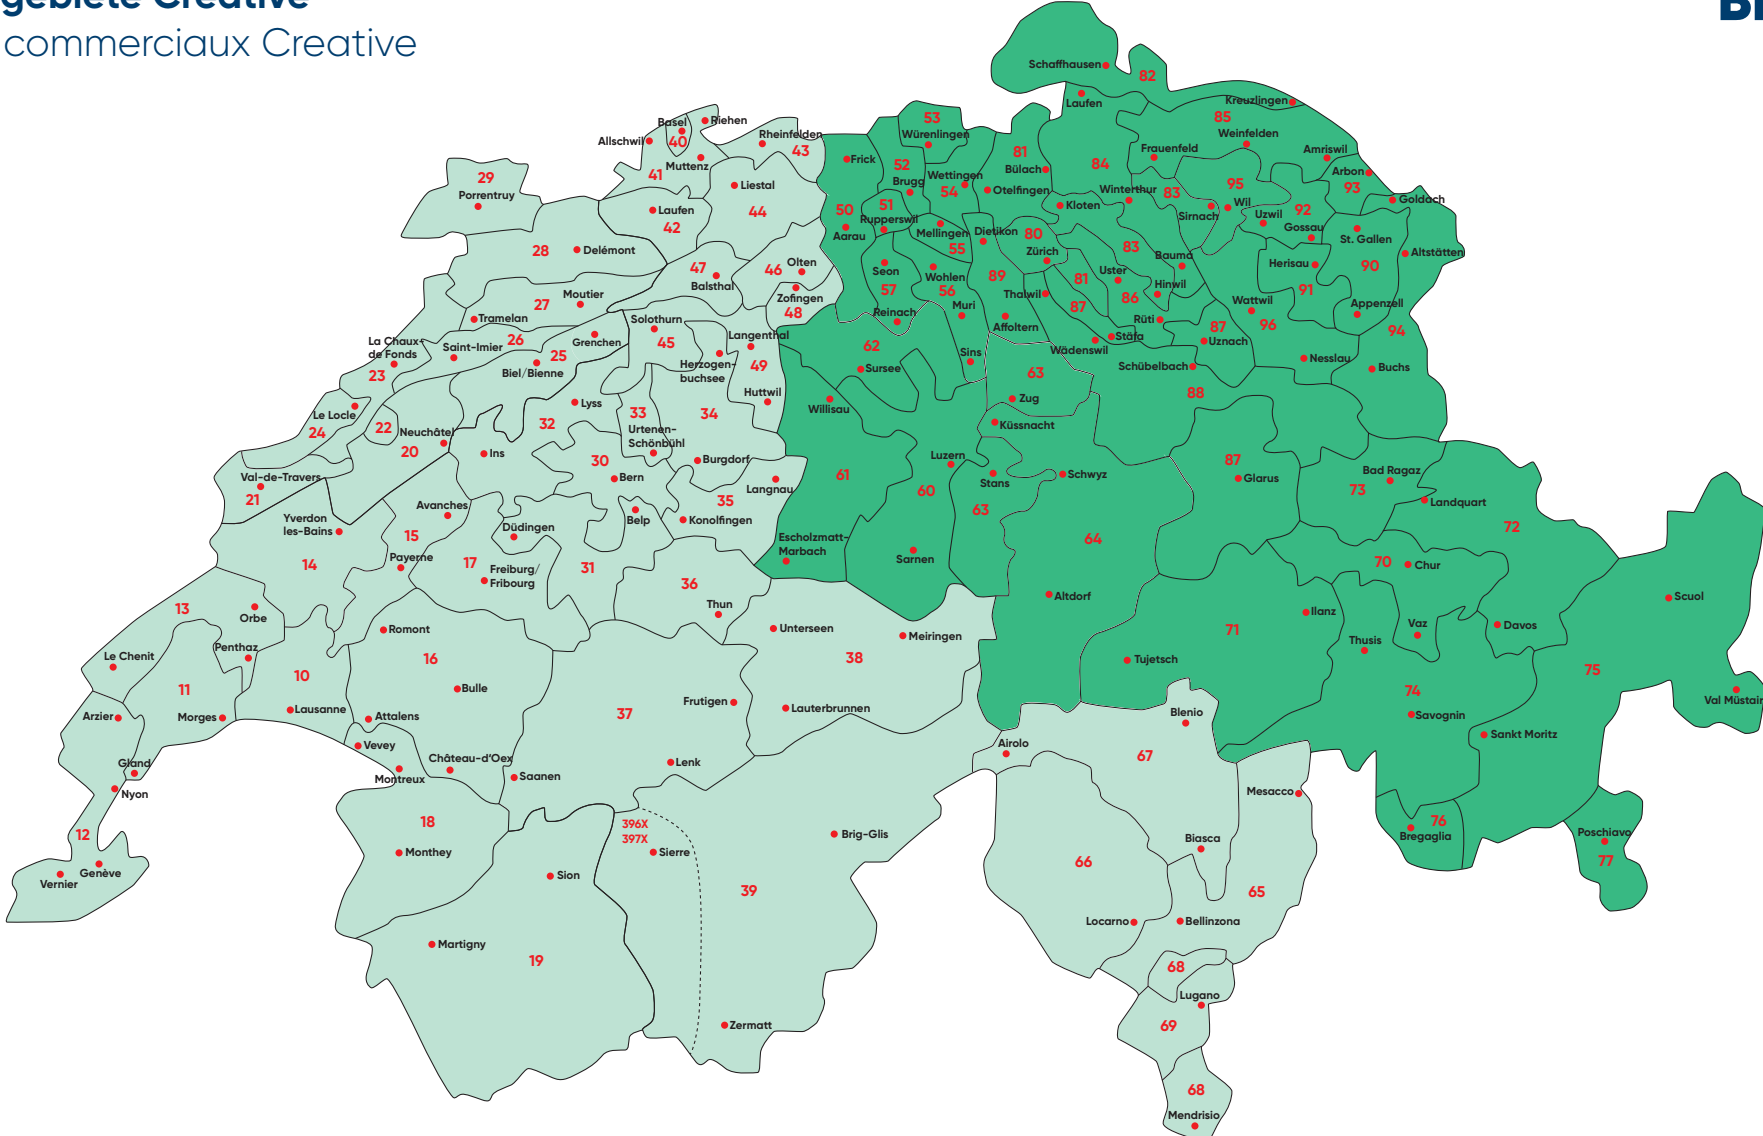 gebiete Creative
commerciaux Creative
Schaffhausen
82
Laufen
Kreuzlingen
85
Weinfelden
Basel
Riehen
Allschwil
40
Muttenz
41
Rheinfelden
43
Frick
53
Würenlingen
52
Brugg
Wettingen
54
Otelfingen
81
Bülach
84
Frauenfeld
Amriswil
Arbon
93
Goldach
29
Porrentruy
Liestal
44
Laufen
42
50
Aarau
51
Rupperswil
Mellingen
55
Dietikon
Kloten
Winterthur
83
Sirnach
95
Wil
Uzwil
92
Gossau
St. Gallen
Altstätten
28
Delémont
47
Balsthal
46
Olten
Zofingen
48
Seon
57
Reinach
Wohlen
56
Muri
89
80
Zürich
Thalwil
Affoltern
81
87
83
Uster
86
Bauma
Hinwil
Herisau
91
90
Appenzell
94
27
Moutier
Tramelan
26
Saint-Imier
25
Biel/Bienne
Grenchen
Solothurn
45
Herzogen-
buchsee
Langenthal
49
Huttwil
Wattwil
96
Rüti
Stäfa
Wädenswil
87
Uznach
Schübelbach
88
Nesslau
Buchs
La Chaux-
de Fonds
23
Le Locle
24
22
Neuchâtel
20
Lyss
32
33
Urtenen-
Schönbühl
34
62
Sursee
Willisau
Sins
63
Zug
Küssnacht
Val-de-Travers
21
Ins
30
Bern
Burgdorf
Langnau
35
Konolfingen
Belp
61
60
Luzern
Stans
63
Schwyz
87
Glarus
Bad Ragaz
73
Landquart
72
Yverdon
les-Bains
14
Avanches
15
Payerne
Düdingen
17
Freiburg/
Fribourg
31
36
Thun
Escholzmatt-
Marbach
Sarnen
64
Altdorf
70
Chur
Scuol
13
Orbe
Le Chenit
Penthaz
Romont
16
Bulle
Unterseen
Meiringen
38
71
Ilanz
Tujetsch
Thusis
Vaz
Davos
75
Val Müstair
11
Arzier
Morges
10
Lausanne
Attalens
Vevey
Montreux
Château-d'Oex
Saanen
37
Frutigen
Lenk
Lauterbrunnen
74
Savognin
Sankt Moritz
Gland
Nyon
12
Genève
Vernier
Airolo
Blenio
67
Mesacco
Biasca
18
Monthey
396X
397X
Sierre
Brig-Glis
39
Sion
66
65
Bregaglia
76
Poschiavo
77
Martigny
19
Zermatt
Locarno
Bellinzona
68
Lugano
69
68
Mendrisio